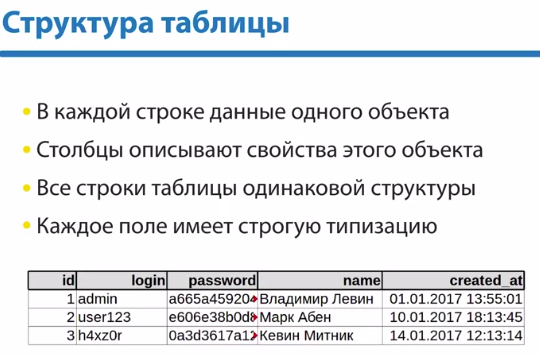 Структура таблицы
• В каждой строке данные одного объекта
• Столбцы описывают свойства этого объекта
• Все строки таблицы одинаковой структуры
• Каждое поле имеет строгую типизацию
id login password name created_at
1 admin a665a45920 Владимир Левин 01.01.2017 13:55:01
2 user123 e606e38b0d8 Марк Абен 10.01.2017 18:13:45
3 h4xz0r 0a3d3617a1 Кевин Митник 14.01.2017 12:13:14